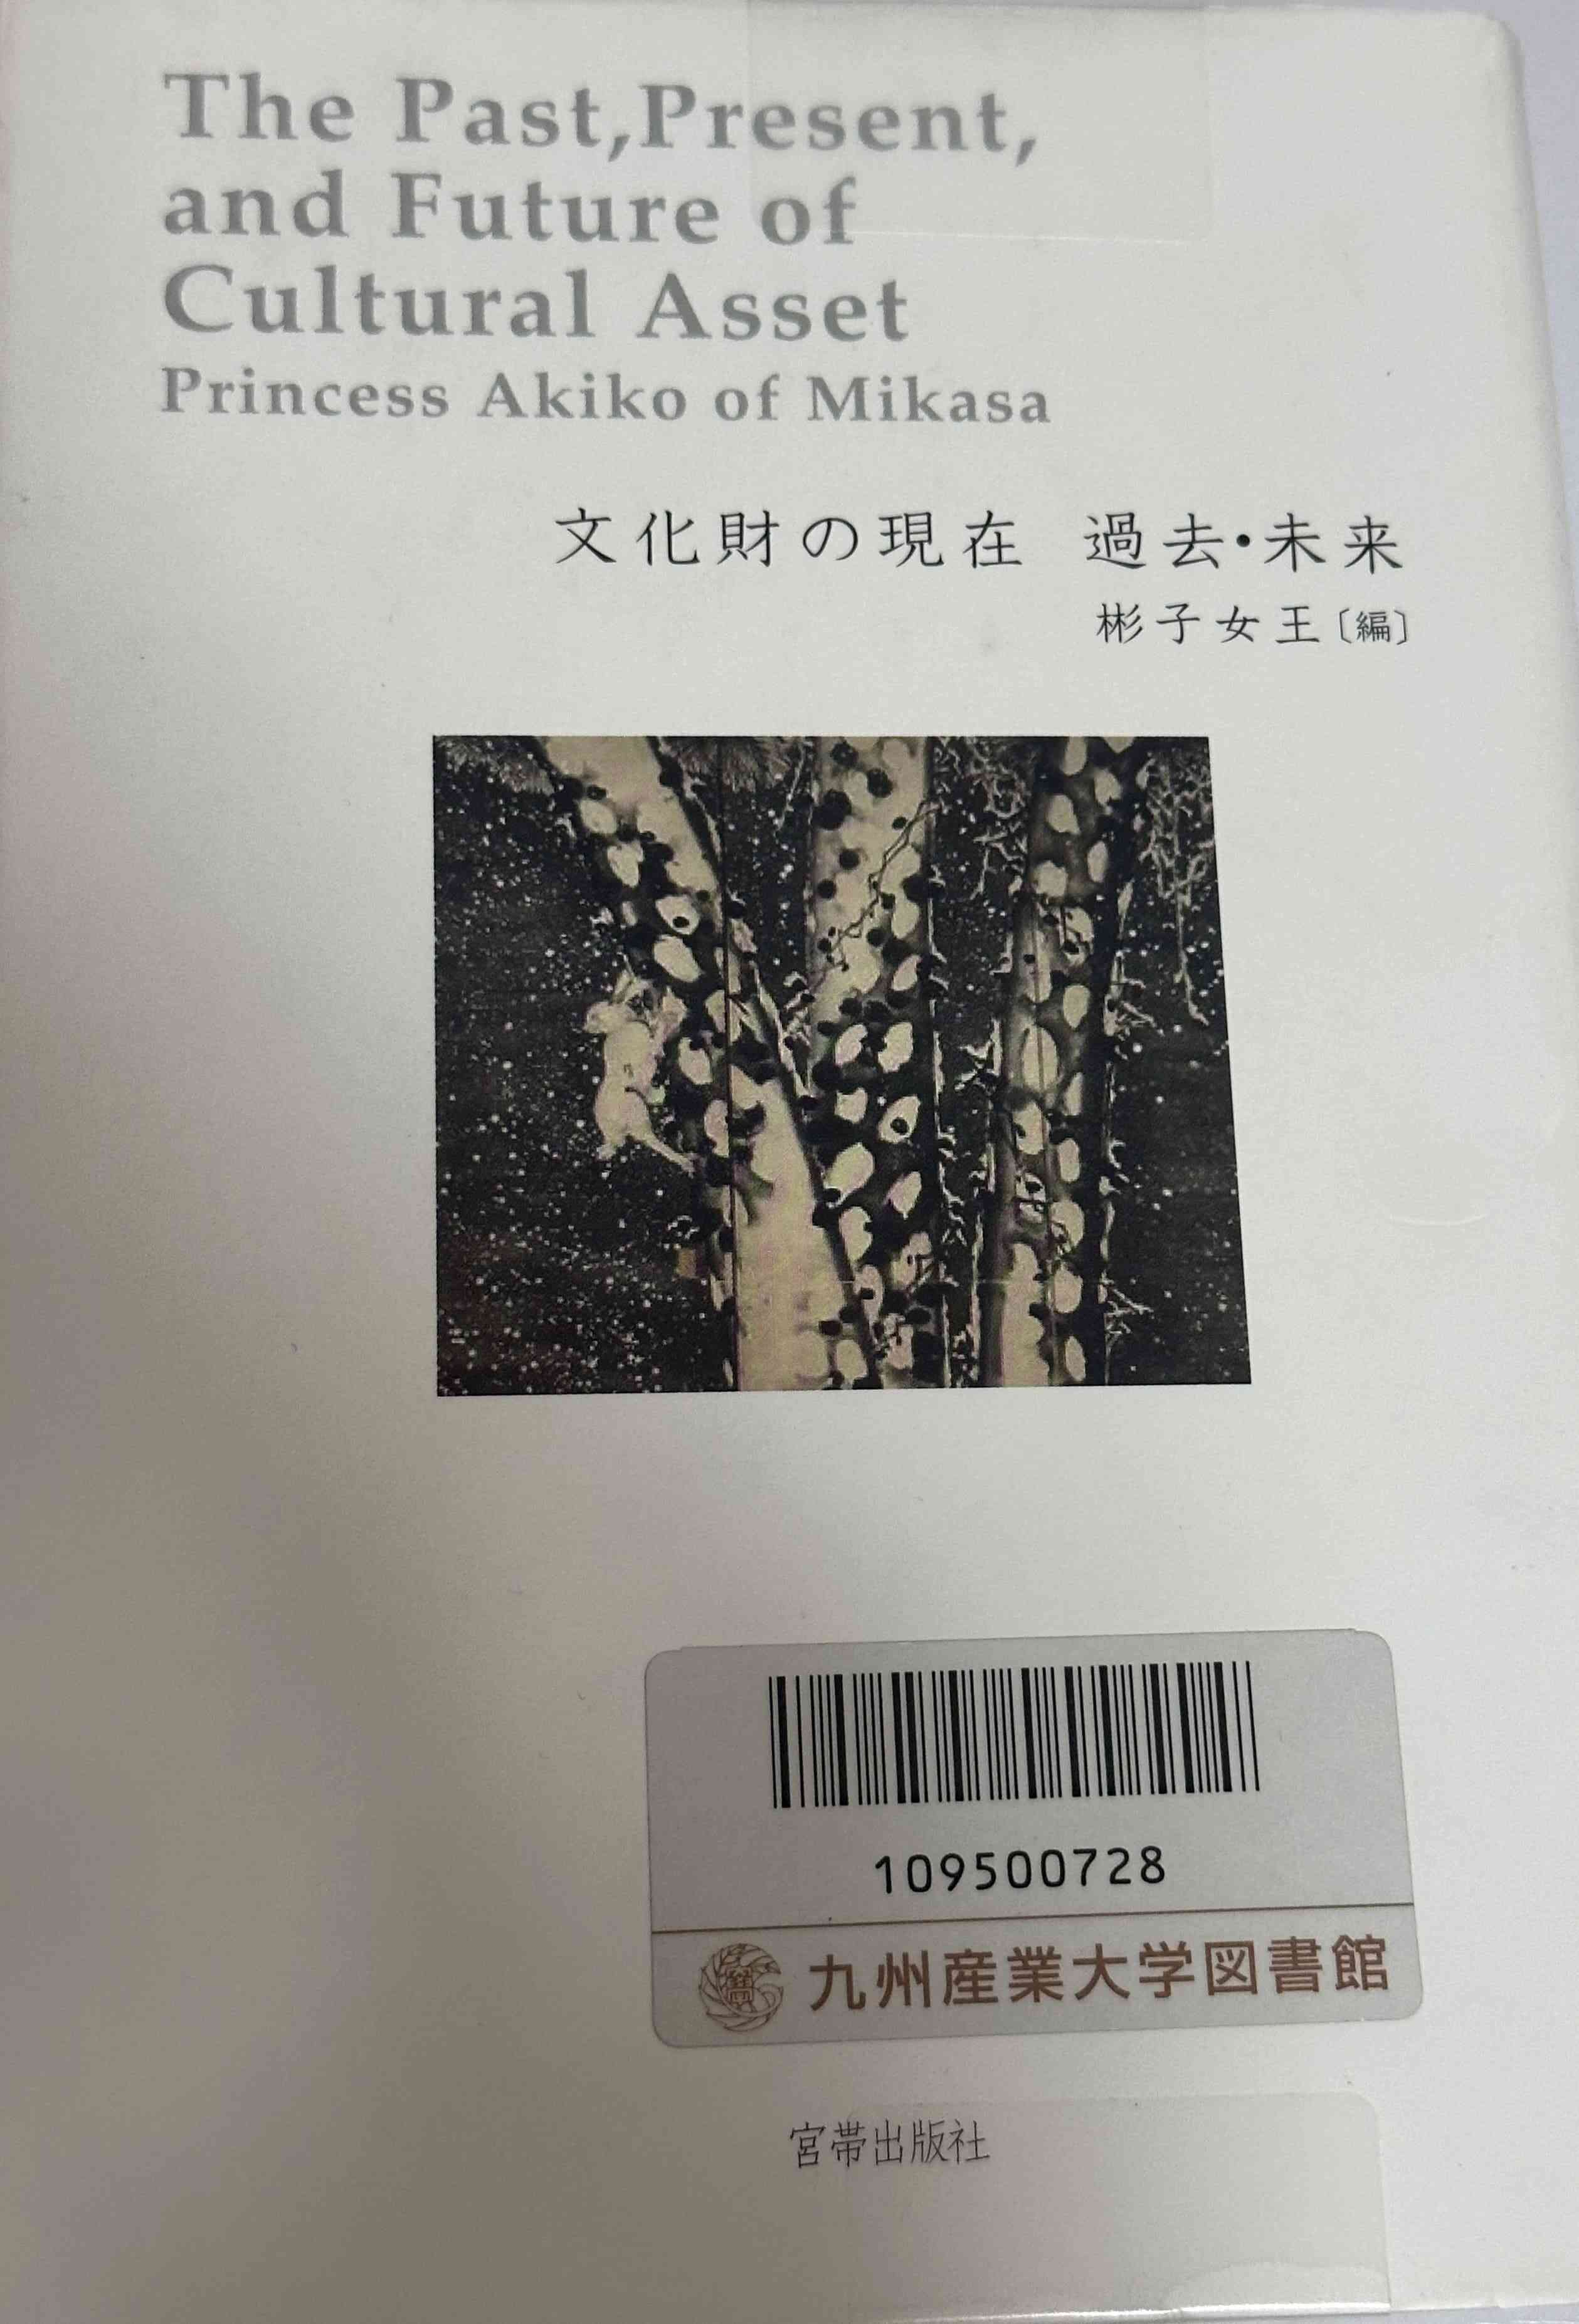 The Past,Present,
and Future of
Cultural Asset
Princess Akiko of Mikasa
文化財の現在 過去・未来
彬子女王〔編〕
109500728
九州産業大学図書館
宮帯出版社